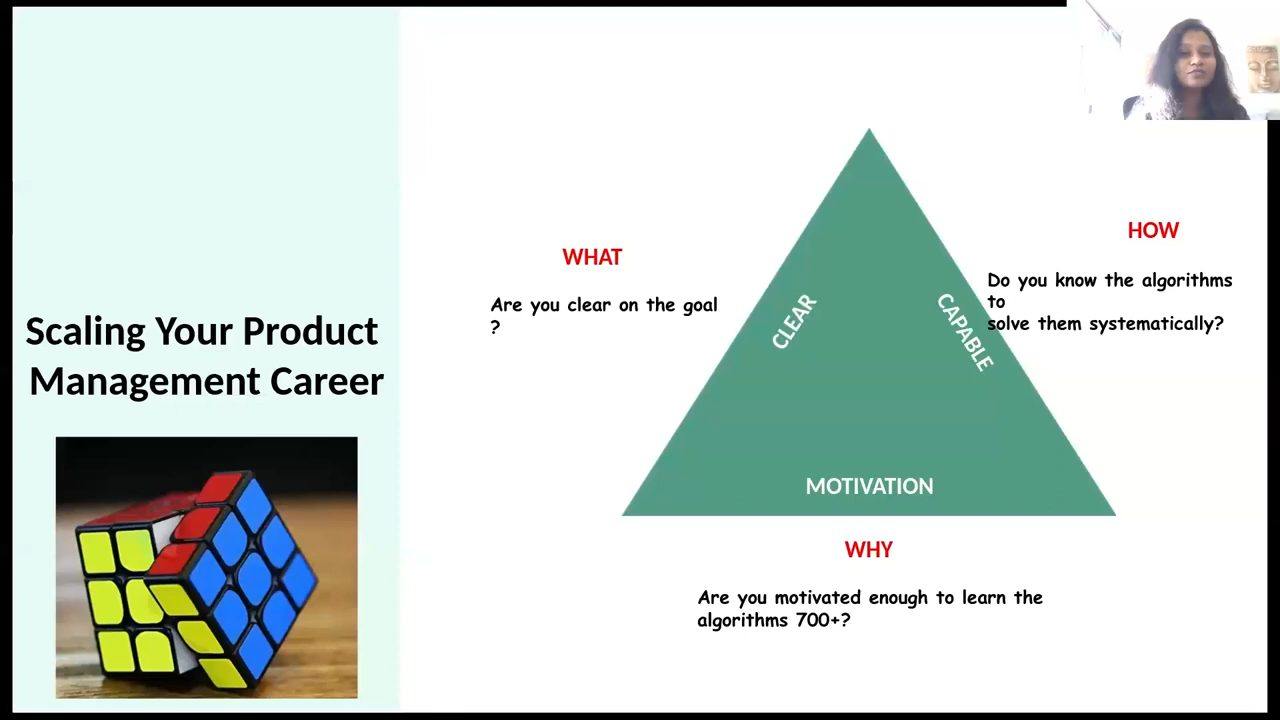 Scaling Your Product
Management Career
WHAT
Are you clear on the goal
?
CLEAR
HOW
Do you know the algorithms
to
solve them systematically?
CAPABLE
MOTIVATION
WHY
Are you motivated enough to learn the
algorithms 700+?